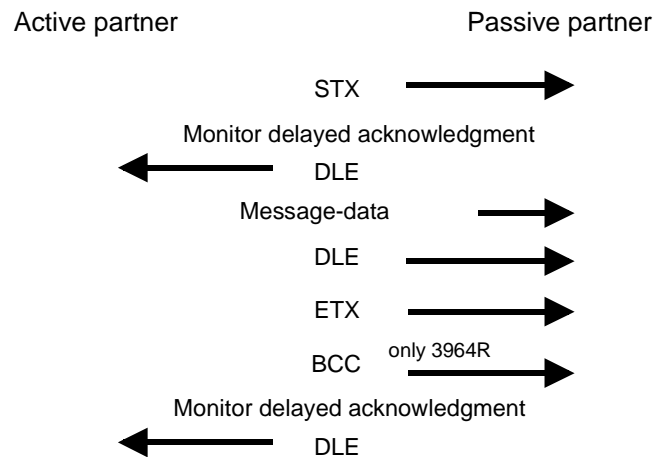 Active partner Passive partner
STX
Monitor delayed acknowledgment
DLE
Message-data
DLE
ETX
BCC only 3964R
Monitor delayed acknowledgment
DLE